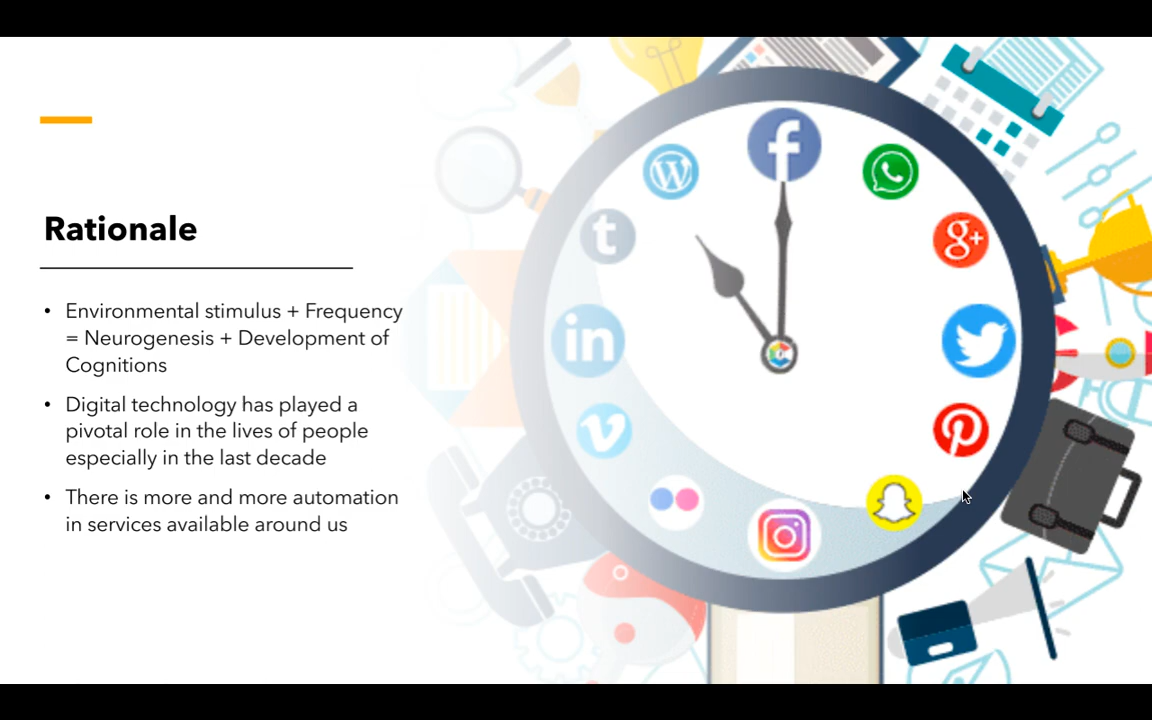 Rationale
• Environmental stimulus + Frequency
= Neurogenesis + Development of
Cognitions
• Digital technology has played a
pivotal role in the lives of people
especially in the last decade
• There is more and more automation
in services available around us
f
W
t
g+
in
v